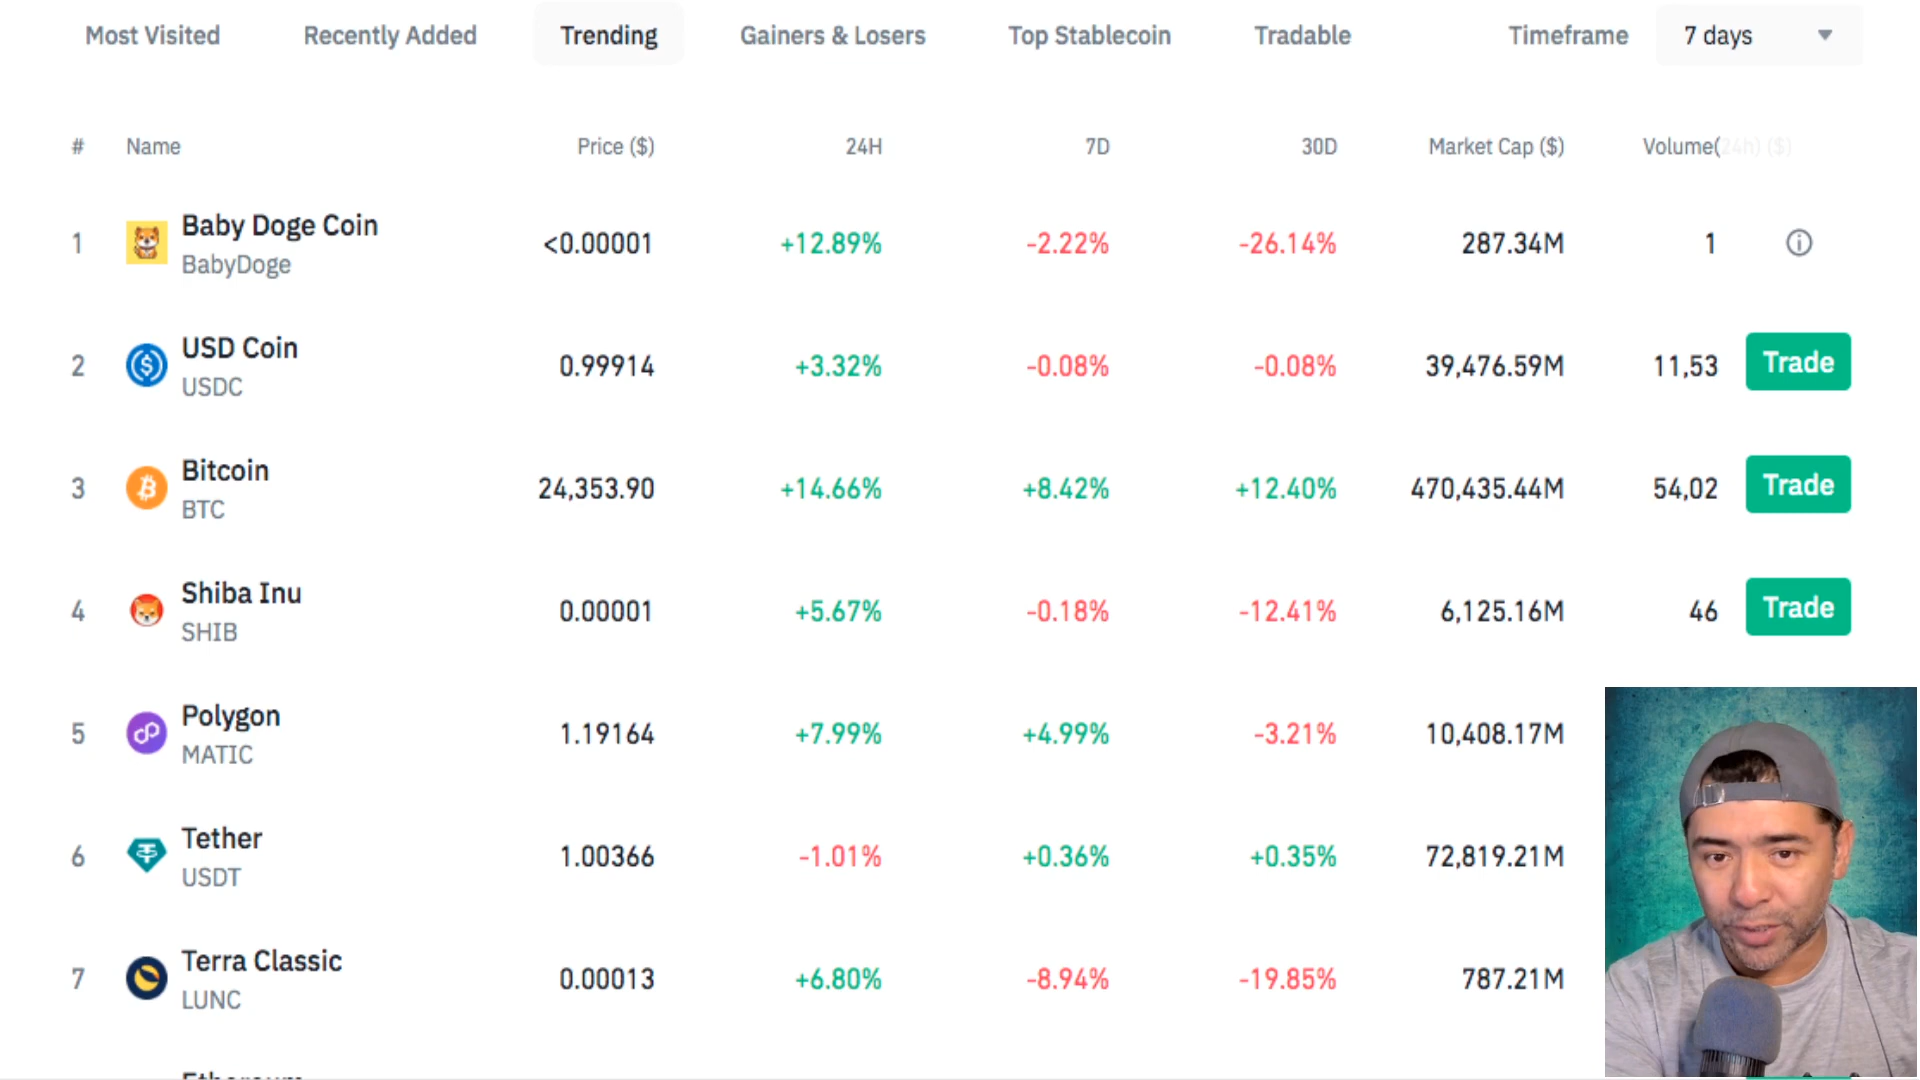 Most Visited Recently Added Trending Gainers & Losers Top Stablecoin Tradable Timeframe 7 days
# Name Price ($) 24H 7D 30D Market Cap ($) Volume(24h) ($)
1 Baby Doge Coin <0.00001 +12.89% -2.22% -26.14% 287.34M 1
BabyDoge
2 USD Coin 0.99914 +3.32% -0.08% -0.08% 39,476.59M 11,53 Trade
USDC
3 Bitcoin 24,353.90 +14.66% +8.42% +12.40% 470,435.44M 54,02 Trade
BTC
4 Shiba Inu 0.00001 +5.67% -0.18% -12.41% 6,125.16M 46 Trade
SHIB
5 Polygon 1.19164 +7.99% +4.99% -3.21% 10,408.17M
MATIC
6 Tether 1.00366 -1.01% +0.36% +0.35% 72,819.21M
USDT
7 Terra Classic 0.00013 +6.80% -8.94% -19.85% 787.21M
LUNC